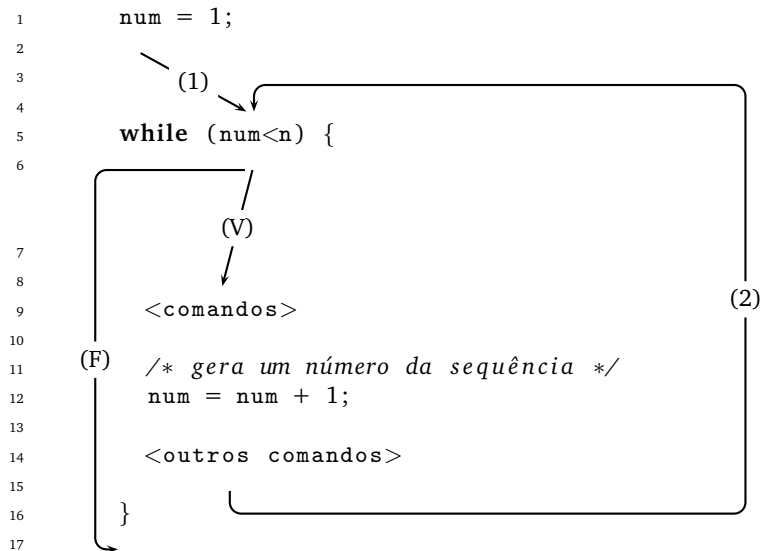 1 num = 1;
2
3 (1)
4
5 while (num<n) {
6
(V)
7
8
9 <comandos> (2)
10
11 (F) /* gera um número da sequência */
12 num = num + 1;
13
14 <outros comandos>
15
16 }
17